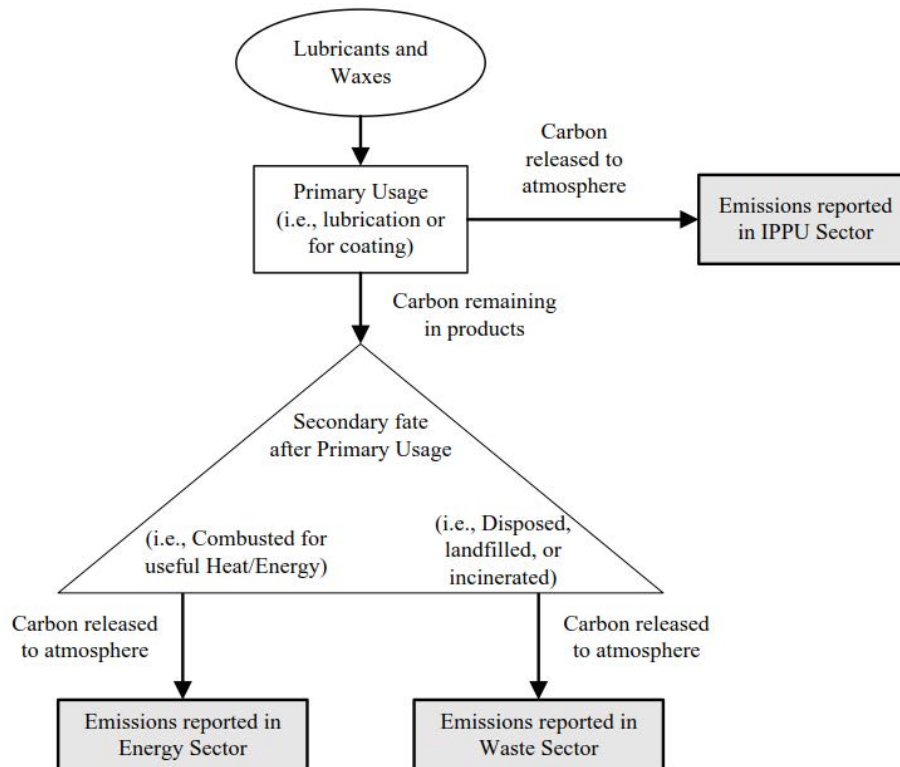 Lubricants and
Waxes
Carbon
released to
atmosphere
Primary Usage
(i.e., lubrication or
for coating)
Emissions reported
in IPPU Sector
Carbon remaining
in products
Secondary fate
after Primary Usage
(i.e., Combusted for
useful Heat/Energy)
(i.e., Disposed,
landfilled, or
incinerated)
Carbon released
to atmosphere
Carbon released
to atmosphere
Emissions reported in
Energy Sector
Emissions reported in
Waste Sector